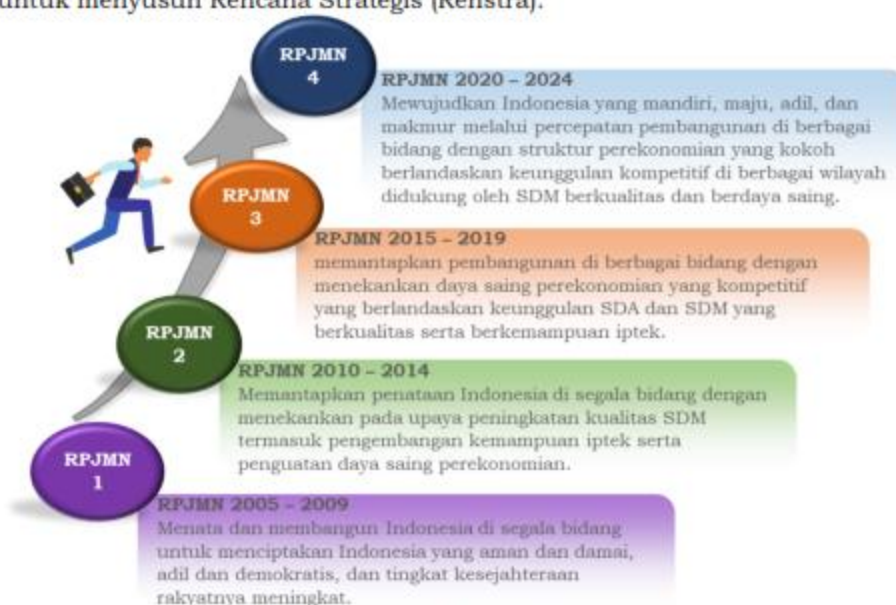 untuk menyusun Rencana Strategis (Renstra).
RPJMN
4
RPJMN 2020 – 2024
Mewujudkan Indonesia yang mandiri, maju, adil, dan
makmur melalui percepatan pembangunan di berbagai
bidang dengan struktur perekonomian yang kokoh
berlandaskan keunggulan kompetitif di berbagai wilayah
didukung oleh SDM berkualitas dan berdaya saing.
RPJMN
3
RPJMN 2015 – 2019
memantapkan pembangunan di berbagai bidang dengan
menekankan daya saing perekonomian yang kompetitif
yang berlandaskan keunggulan SDA dan SDM yang
berkualitas serta berkemampuan iptek.
RPJMN
2
RPJMN 2010 – 2014
Memantapkan penataan Indonesia di segala bidang dengan
menekankan pada upaya peningkatan kualitas SDM
termasuk pengembangan kemampuan iptek serta
penguatan daya saing perekonomian.
RPJMN
1
RPJMN 2005 – 2009
Menata dan membangun Indonesia di segala bidang
untuk menciptakan Indonesia yang aman dan damai,
adil dan demokratis, dan tingkat kesejahteraan
rakyatnya meningkat.